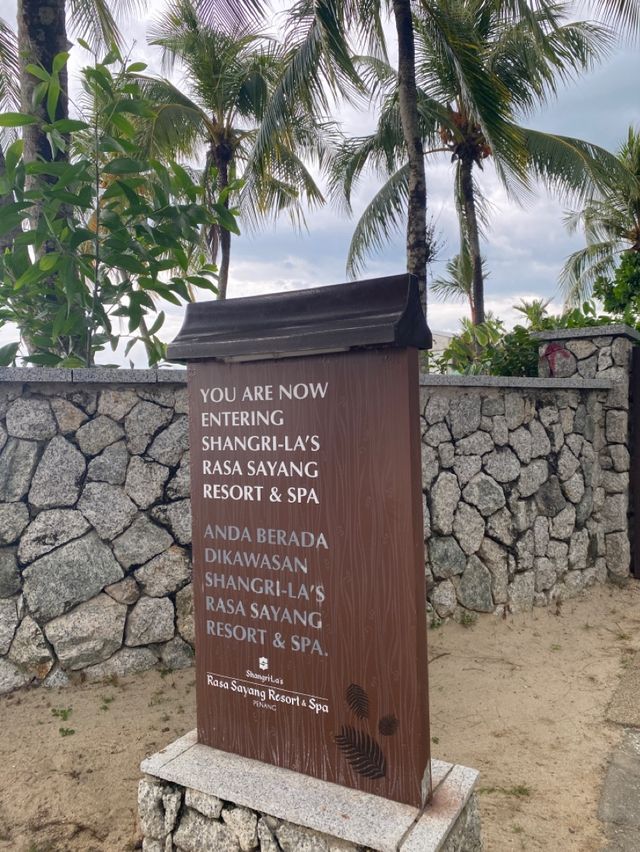 YOU ARE NOW
ENTERING
SHANGRI-LA'S
RASA SAYANG
RESORT & SPA
ANDA BERADA
DIKAWASAN
SHANGRI-LA'S
RASA SAYANG
RESORT & SPA.
Shangri-La's
Rasa Sayang Resort & Spa
PENANG